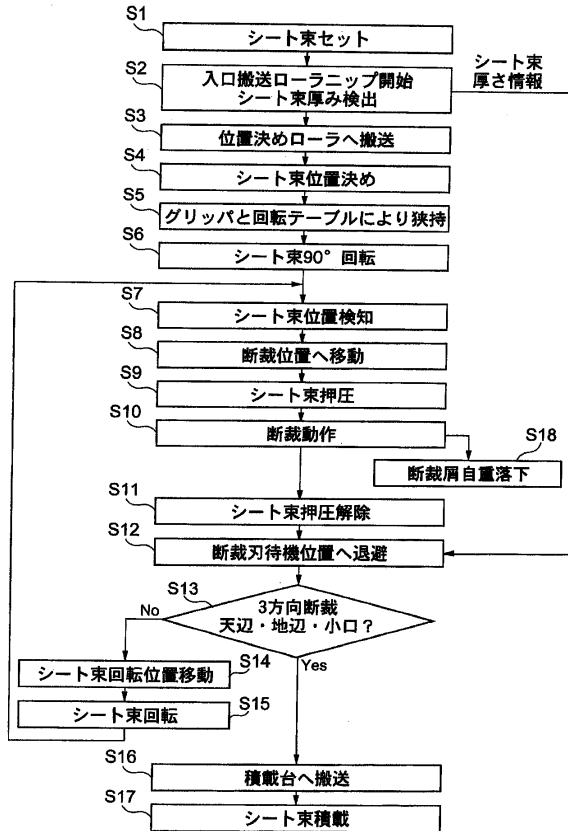 S1
シート束セット
S2
入口搬送ローラニップ開始
シート束厚み検出
シート束
厚さ情報
S3
位置決めローラへ搬送
S4
シート束位置決め
S5
グリッパと回転テーブルにより狭持
S6
シート束90°回転
S7
シート束位置検知
S8
断裁位置へ移動
S9
シート束押圧
S10
断裁動作
S18
断裁屑自重落下
S11
シート束押圧解除
S12
断裁刃待機位置へ退避
S13
3方向断裁
天辺・地辺・小口?
No
Yes
シート束回転位置移動
S14
シート束回転
S15
S16
積載台へ搬送
S17
シート束積載